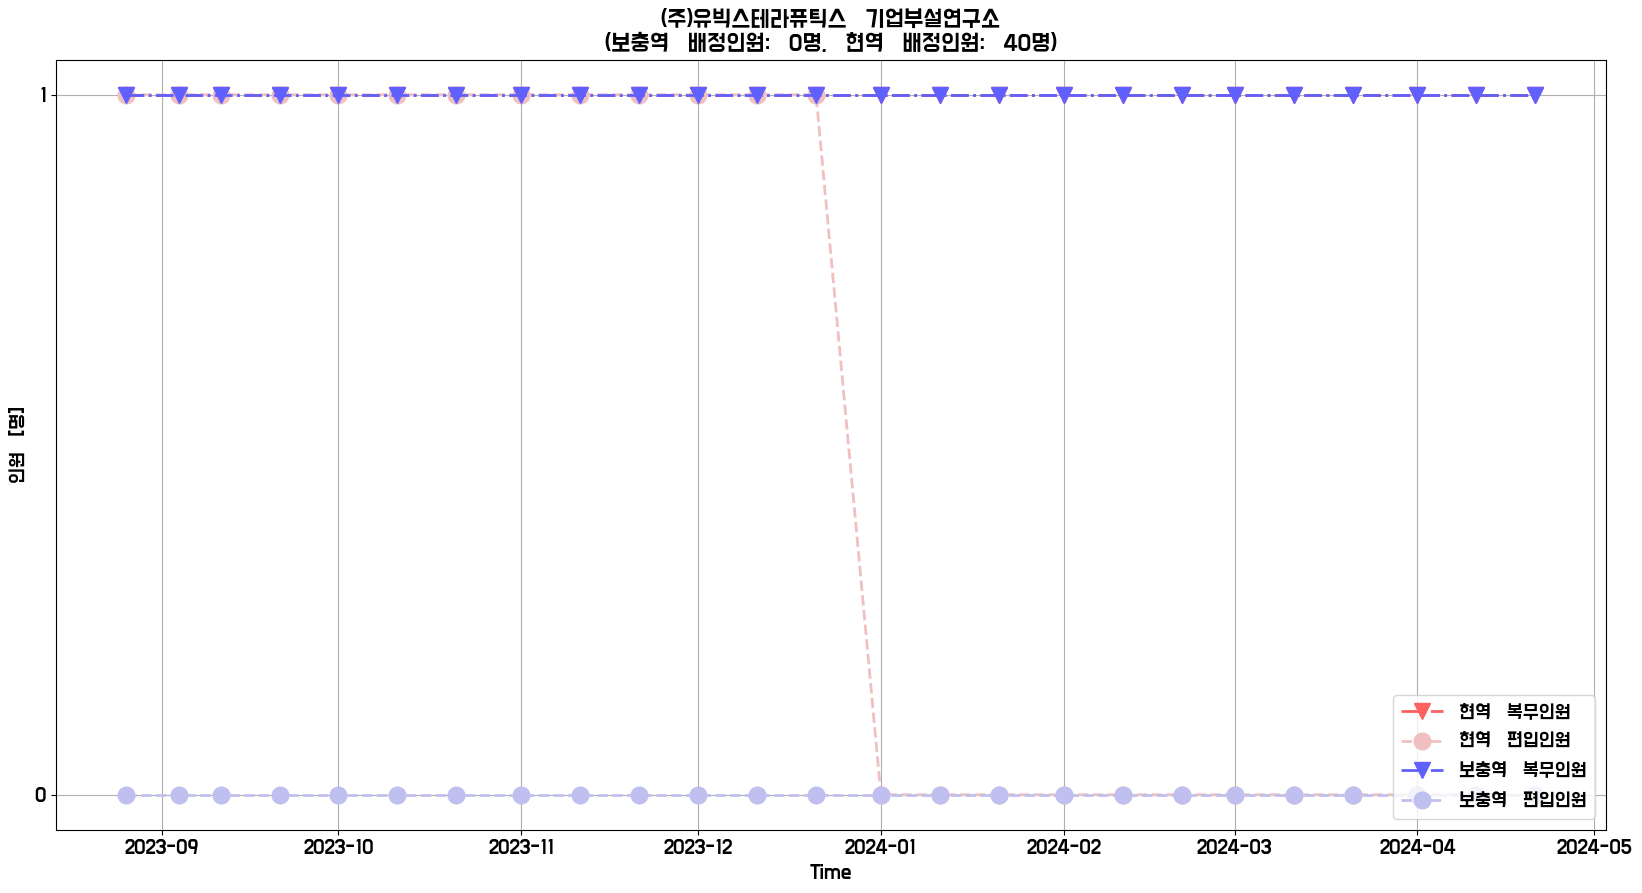 (주)유빅스테라퓨틱스 기업부설연구소
(보충역 배정인원: 0명, 현역 배정인원: 40명)
1
0
인원 [명]
현역 복무인원
현역 편입인원
보충역 복무인원
보충역 편입인원
2023-09 2023-10 2023-11 2023-12 2024-01 2024-02 2024-03 2024-04 2024-05
Time